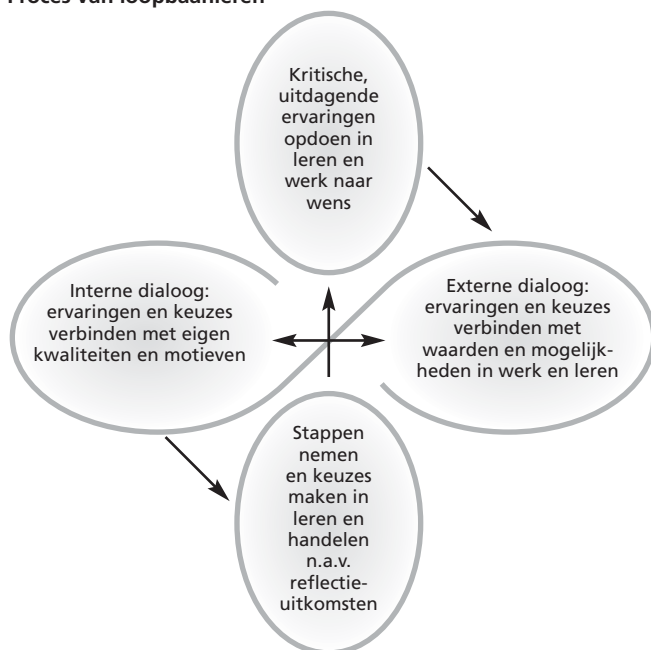 Proces van loopbaanleren
Kritische,
uitdagende
ervaringen
opdoen in
leren en
werk naar
wens
Interne dialoog:
ervaringen en keuzes
verbinden met eigen
kwaliteiten en motieven
Externe dialoog:
ervaringen en keuzes
verbinden met
waarden en mogelijk-
heden in werk en leren
Stappen
nemen
en keuzes
maken in
leren en
handelen
n.a.v.
reflectie-
uitkomsten